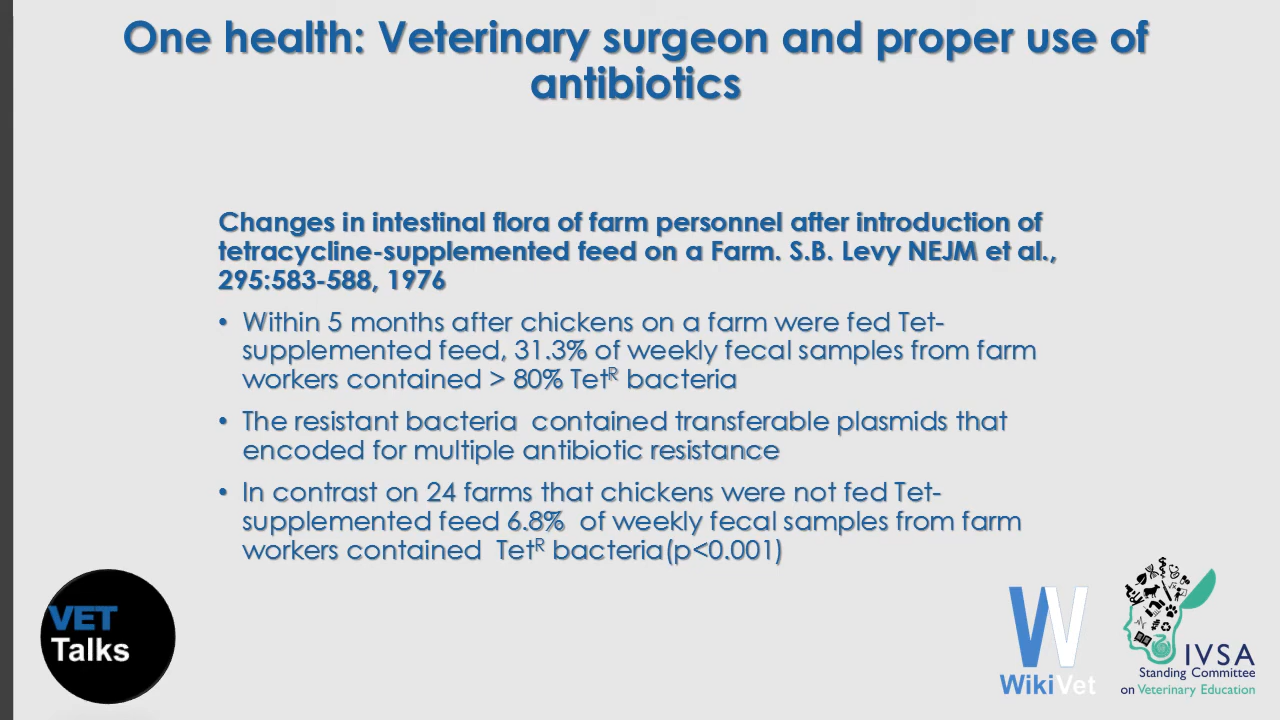 One health: Veterinary surgeon and proper use of
antibiotics
Changes in intestinal flora of farm personnel after introduction of
tetracycline-supplemented feed on a Farm. S.B. Levy NEJM et al.,
295:583-588, 1976
• Within 5 months after chickens on a farm were fed Tet-
supplemented feed, 31.3% of weekly fecal samples from farm
workers contained > 80% Tetᴿ bacteria
• The resistant bacteria  contained transferable plasmids that
encoded for multiple antibiotic resistance
• In contrast on 24 farms that chickens were not fed Tet-
supplemented feed 6.8%  of weekly fecal samples from farm
workers contained  Tetᴿ bacteria(p<0.001)
VET
Talks
W
WikiVet
IVSA
Standing Committee
on Veterinary Education